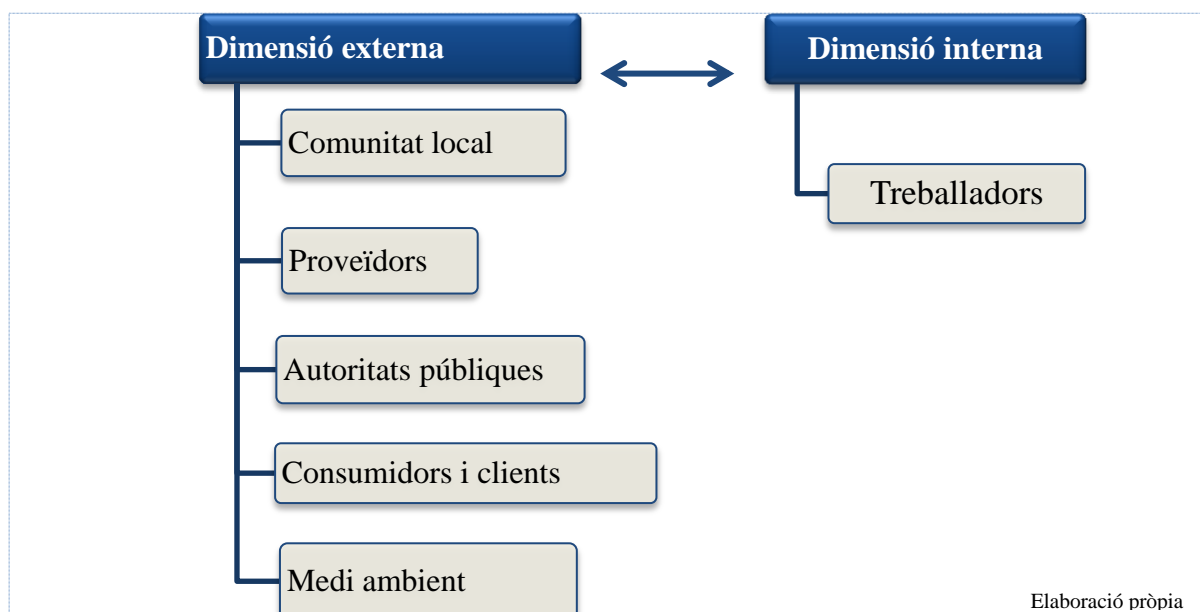 Dimensió externa
Comunitat local
Proveïdors
Autoritats públiques
Consumidors i clients
Medi ambient
Dimensió interna
Treballadors
Elaboració pròpia